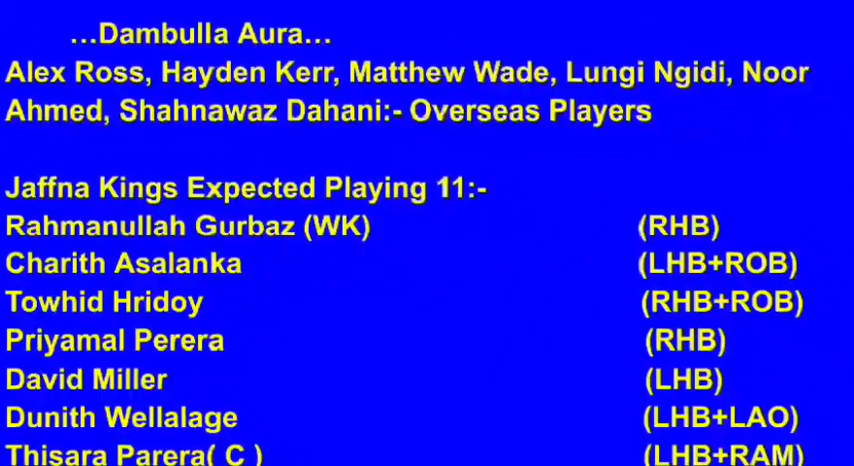 ...Dambulla Aura...
Alex Ross, Hayden Kerr, Matthew Wade, Lungi Ngidi, Noor
Ahmed, Shahnawaz Dahani:- Overseas Players
Jaffna Kings Expected Playing 11:-
Rahmanullah Gurbaz (WK) (RHB)
Charith Asalanka (LHB+ROB)
Towhid Hridoy (RHB+ROB)
Priyamal Perera (RHB)
David Miller (LHB)
Dunith Wellalage (LHB+LAO)
Thisara Parera( C ) (LHB+RAM)